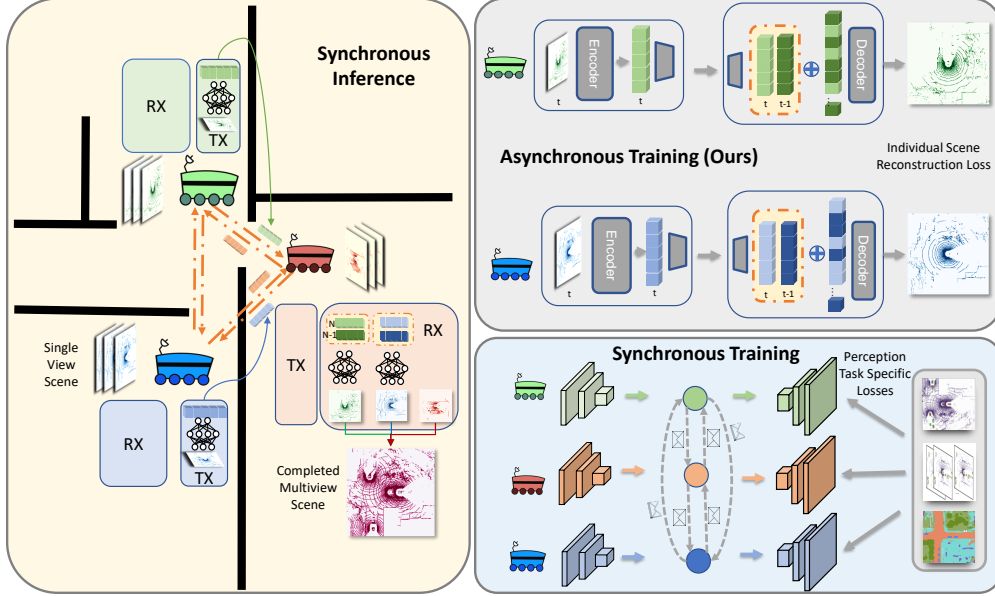 Synchronous
Inference
RX
TX
Single
View
Scene
RX
TX
TX
N
N-1
RX
Completed
Multiview
Scene
t
Encoder
t
t
t-1
Decoder
Asynchronous Training (Ours)
Individual Scene
Reconstruction Loss
t
Encoder
t
t
t-1
Decoder
Synchronous Training
Perception
Task Specific
Losses